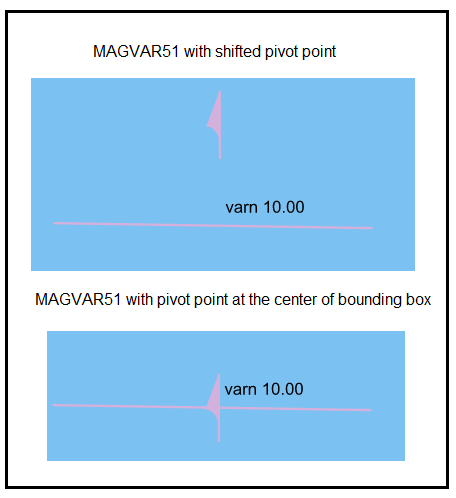 MAGVAR51 with shifted pivot point
varn 10.00
MAGVAR51 with pivot point at the center of bounding box
varn 10.00